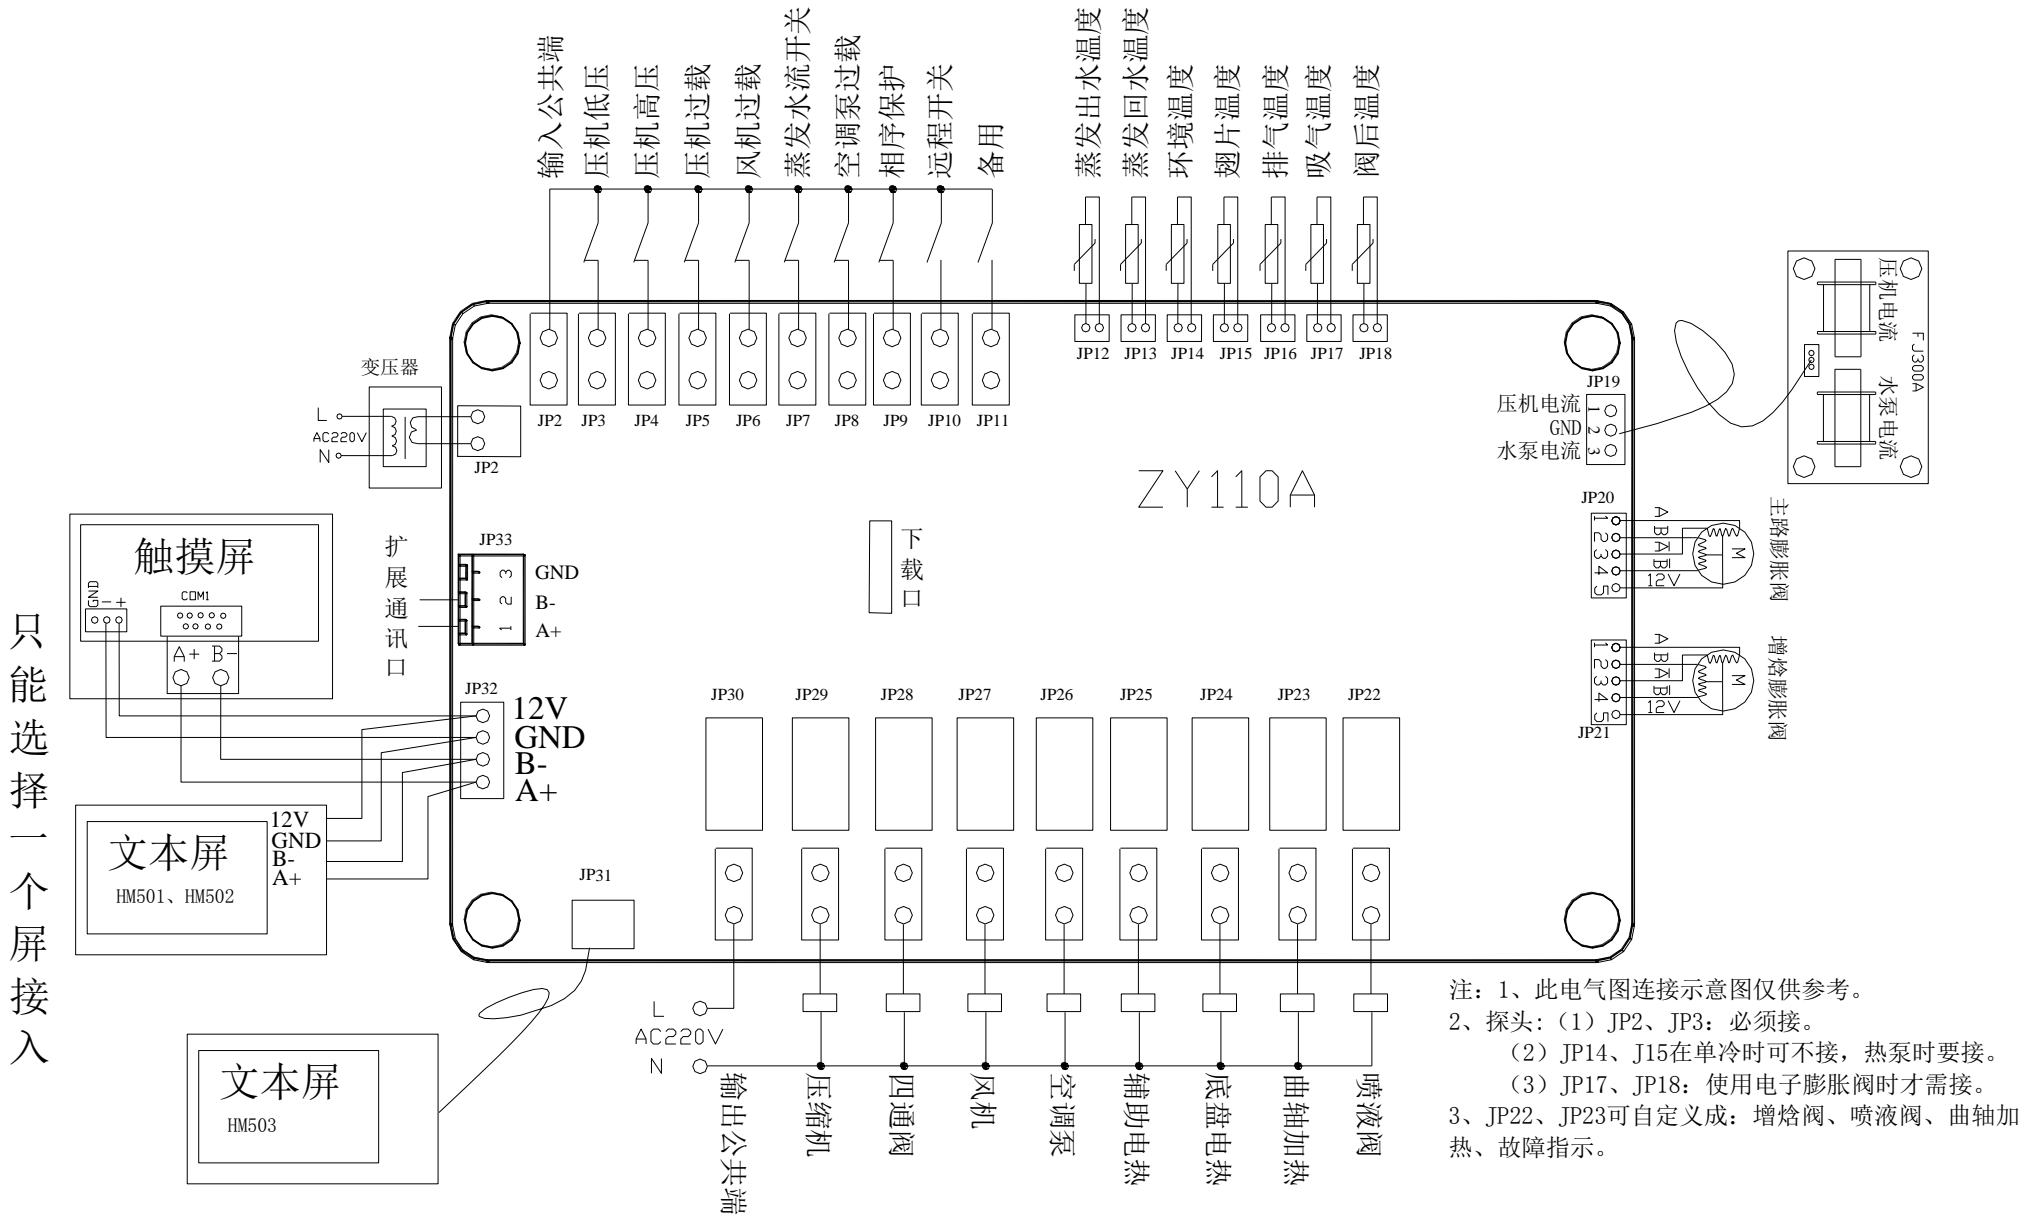 输入公共端
压机低压
压机高压
压机过载
风机过载
蒸发水流开关
空调泵过载
相序保护
远程开关
备用
蒸发出水温度
蒸发回水温度
环境温度
翅片温度
排气温度
吸气温度
阀后温度
JP2
JP3
JP4
JP5
JP6
JP7
JP8
JP9
JP10
JP11
JP12
JP13
JP14
JP15
JP16
JP17
JP18
变压器
L
AC220V
N
JP2
JP19
压机电流
GND
水泵电流
1
2
3
压机电流
水泵电流
FJ300A
ZY110A
下载口
JP20
1
2
3
4
5
A
B
A̅
B̅
12V
M
主路膨胀阀
1
2
3
4
5
A
B
A̅
B̅
12V
M
JP21
增焓膨胀阀
扩展通讯口
JP33
3
2
1
GND
B-
A+
只能选择一个屏接入
触摸屏
GND
-
+
COM1
A+
B-
JP32
12V
GND
B-
A+
文本屏
HM501、HM502
12V
GND
B-
A+
JP31
文本屏
HM503
JP30
JP29
JP28
JP27
JP26
JP25
JP24
JP23
JP22
L
AC220V
N
输出公共端
压缩机
四通阀
风机
空调泵
辅助电热
底盘电热
曲轴加热
喷液阀
注：1、此电气图连接示意图仅供参考。
2、探头:（1）JP2、JP3：必须接。
（2）JP14、J15在单冷时可不接，热泵时要接。
（3）JP17、JP18：使用电子膨胀阀时才需接。
3、JP22、JP23可自定义成：增焓阀、喷液阀、曲轴加
热、故障指示。